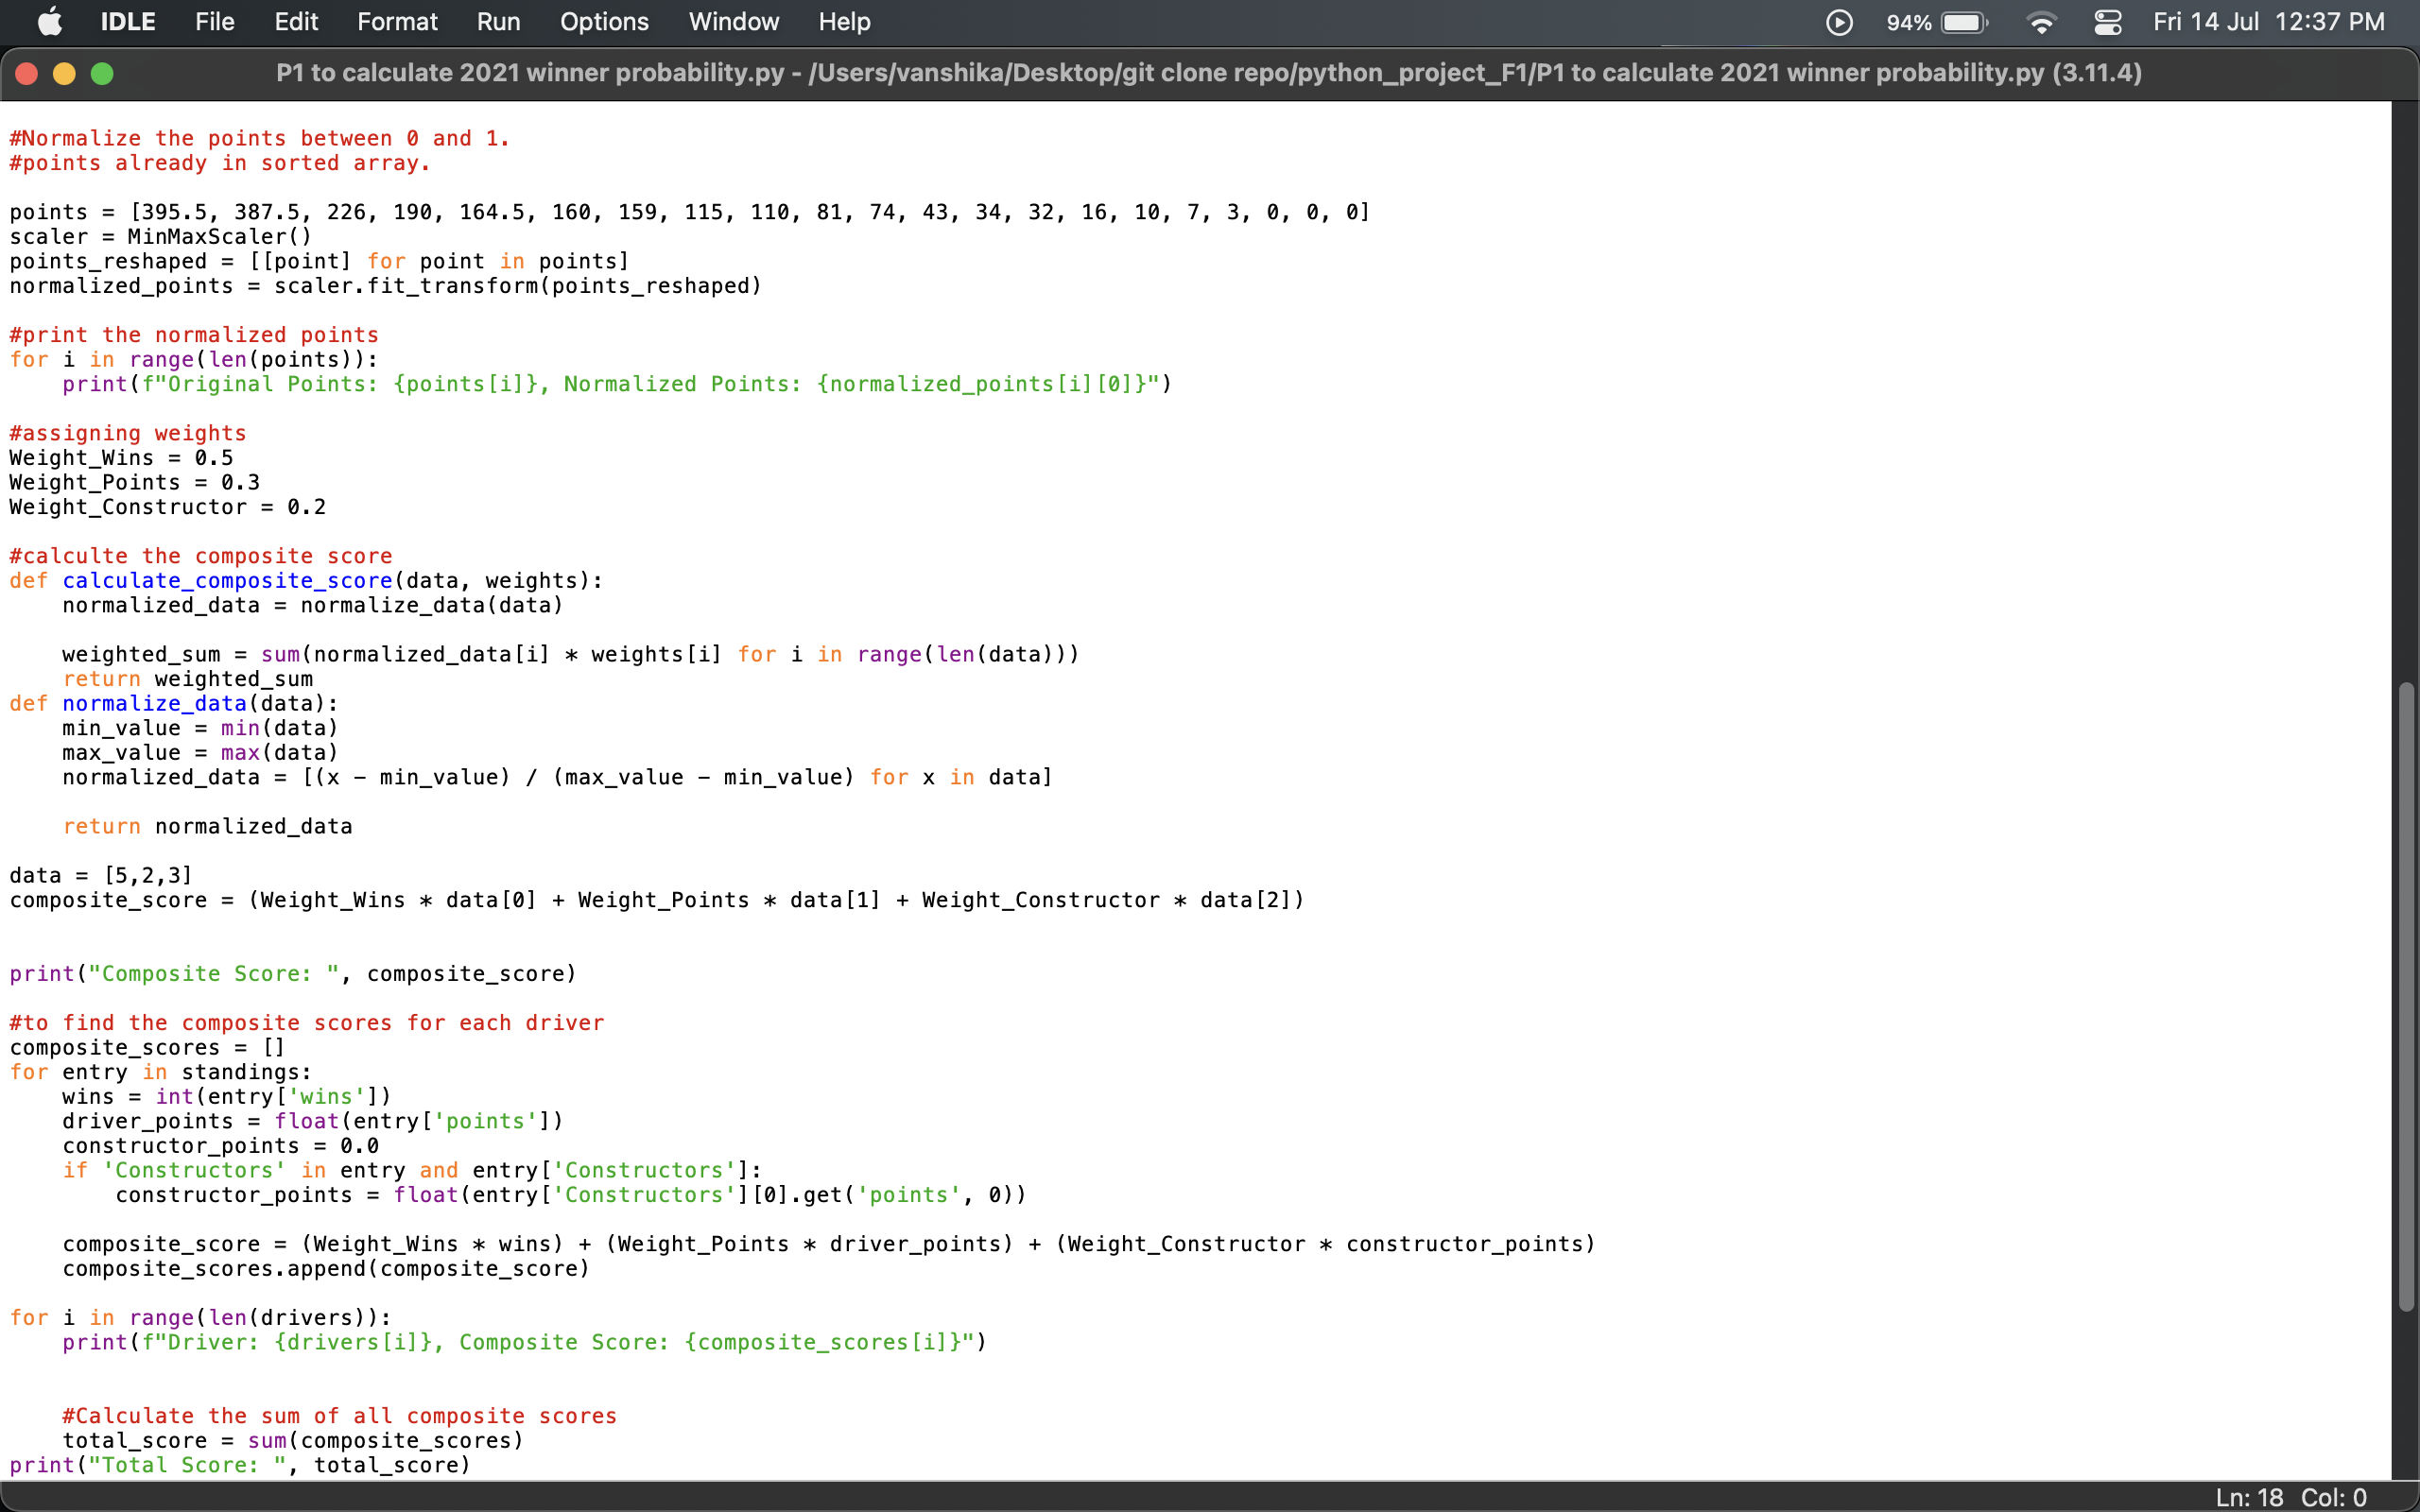 IDLE File Edit Format Run Options Window Help 94% Fri 14 Jul 12:37 PM
P1 to calculate 2021 winner probability.py - /Users/vanshika/Desktop/git clone repo/python_project_F1/P1 to calculate 2021 winner probability.py (3.11.4)
#Normalize the points between 0 and 1.
#points already in sorted array.
points = [395.5, 387.5, 226, 190, 164.5, 160, 159, 115, 110, 81, 74, 43, 34, 32, 16, 10, 7, 3, 0, 0, 0]
scaler = MinMaxScaler()
points_reshaped = [[point] for point in points]
normalized_points = scaler.fit_transform(points_reshaped)
#print the normalized points
for i in range(len(points)):
    print(f"Original Points: {points[i]}, Normalized Points: {normalized_points[i][0]}")
#assigning weights
Weight_Wins = 0.5
Weight_Points = 0.3
Weight_Constructor = 0.2
#calculte the composite score
def calculate_composite_score(data, weights):
    normalized_data = normalize_data(data)
    weighted_sum = sum(normalized_data[i] * weights[i] for i in range(len(data)))
    return weighted_sum
def normalize_data(data):
    min_value = min(data)
    max_value = max(data)
    normalized_data = [(x - min_value) / (max_value - min_value) for x in data]
    return normalized_data
data = [5,2,3]
composite_score = (Weight_Wins * data[0] + Weight_Points * data[1] + Weight_Constructor * data[2])
print("Composite Score: ", composite_score)
#to find the composite scores for each driver
composite_scores = []
for entry in standings:
    wins = int(entry['wins'])
    driver_points = float(entry['points'])
    constructor_points = 0.0
    if 'Constructors' in entry and entry['Constructors']:
        constructor_points = float(entry['Constructors'][0].get('points', 0))
    composite_score = (Weight_Wins * wins) + (Weight_Points * driver_points) + (Weight_Constructor * constructor_points)
    composite_scores.append(composite_score)
for i in range(len(drivers)):
    print(f"Driver: {drivers[i]}, Composite Score: {composite_scores[i]}")
    #Calculate the sum of all composite scores
    total_score = sum(composite_scores)
print("Total Score: ", total_score)
Ln: 18 Col: 0